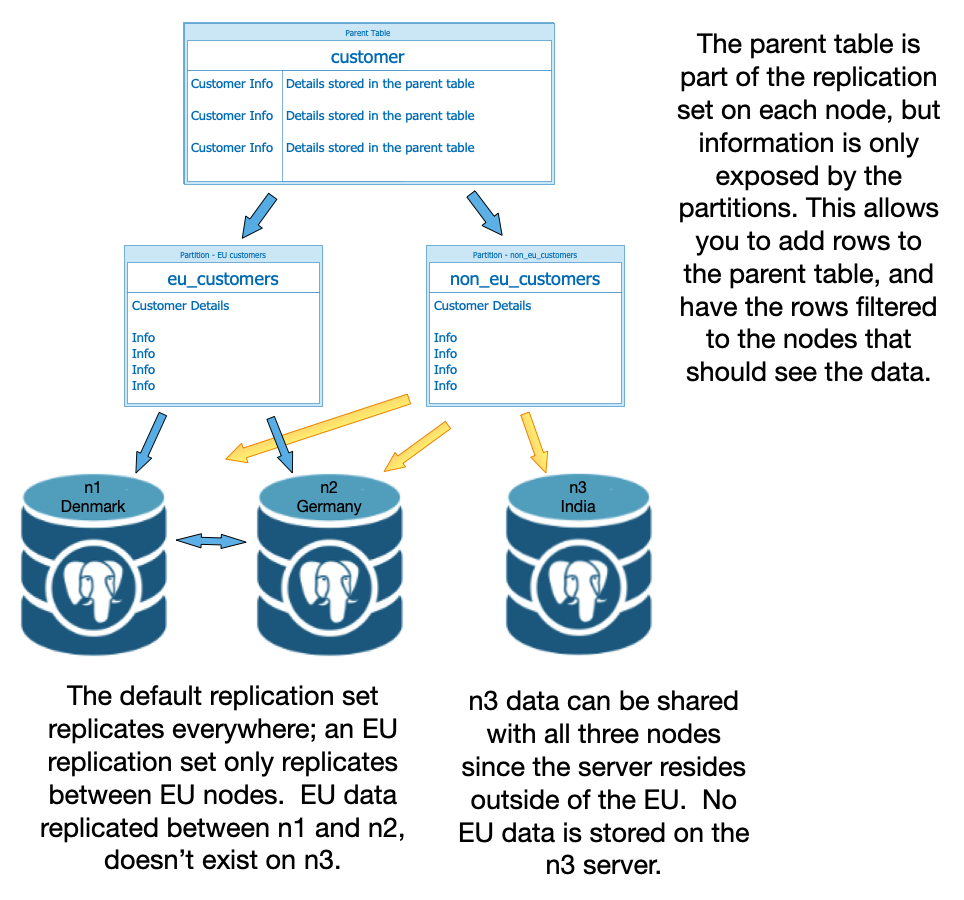 Parent Table
customer
Customer Info Details stored in the parent table
Customer Info Details stored in the parent table
Customer Info Details stored in the parent table
The parent table is
part of the replication
set on each node, but
information is only
exposed by the
partitions. This allows
you to add rows to
the parent table, and
have the rows filtered
to the nodes that
should see the data.
Partition - EU customers
eu_customers
Customer Details
Info
Info
Info
Info
Partition - non_eu_customers
non_eu_customers
Customer Details
Info
Info
Info
Info
n1
Denmark
n2
Germany
n3
India
The default replication set
replicates everywhere; an EU
replication set only replicates
between EU nodes.  EU data
replicated between n1 and n2,
doesn’t exist on n3.
n3 data can be shared
with all three nodes
since the server resides
outside of the EU.  No
EU data is stored on the
n3 server.